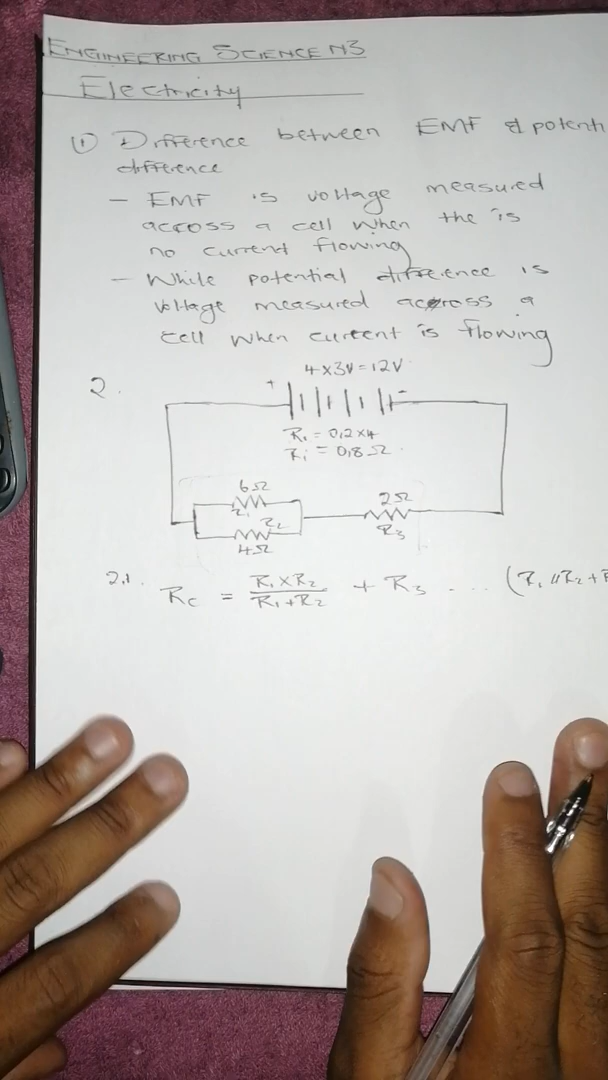 ENGINEERING SCIENCE N3
Electricity
① Difference between EMF & potenti
difference
- EMF is voltage measured
across a cell when the is
no current flowing
- While potential difference is
Voltage measured across a
cell when current is flowing
2.
4×3V=12V
+ -
Ri = 0,2×4
Ri = 0,8Ω
6Ω
R1
2Ω
R2
R3
4Ω
2.1. Rc = R1×R2 / R1+R2 + R3 ... (R1//R2+R